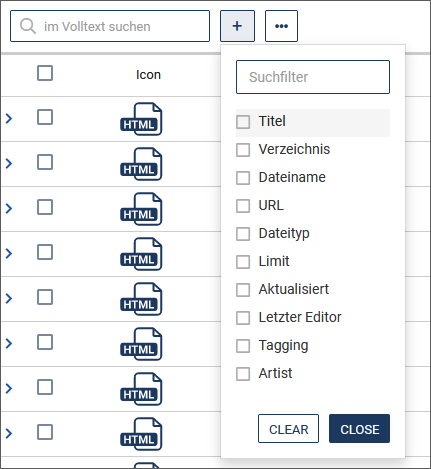 im Volltext suchen
+
•••
Icon
Suchfilter
Titel
Verzeichnis
Dateiname
URL
Dateityp
Limit
Aktualisiert
Letzter Editor
Tagging
Artist
CLEAR
CLOSE
HTML
HTML
HTML
HTML
HTML
HTML
HTML
HTML